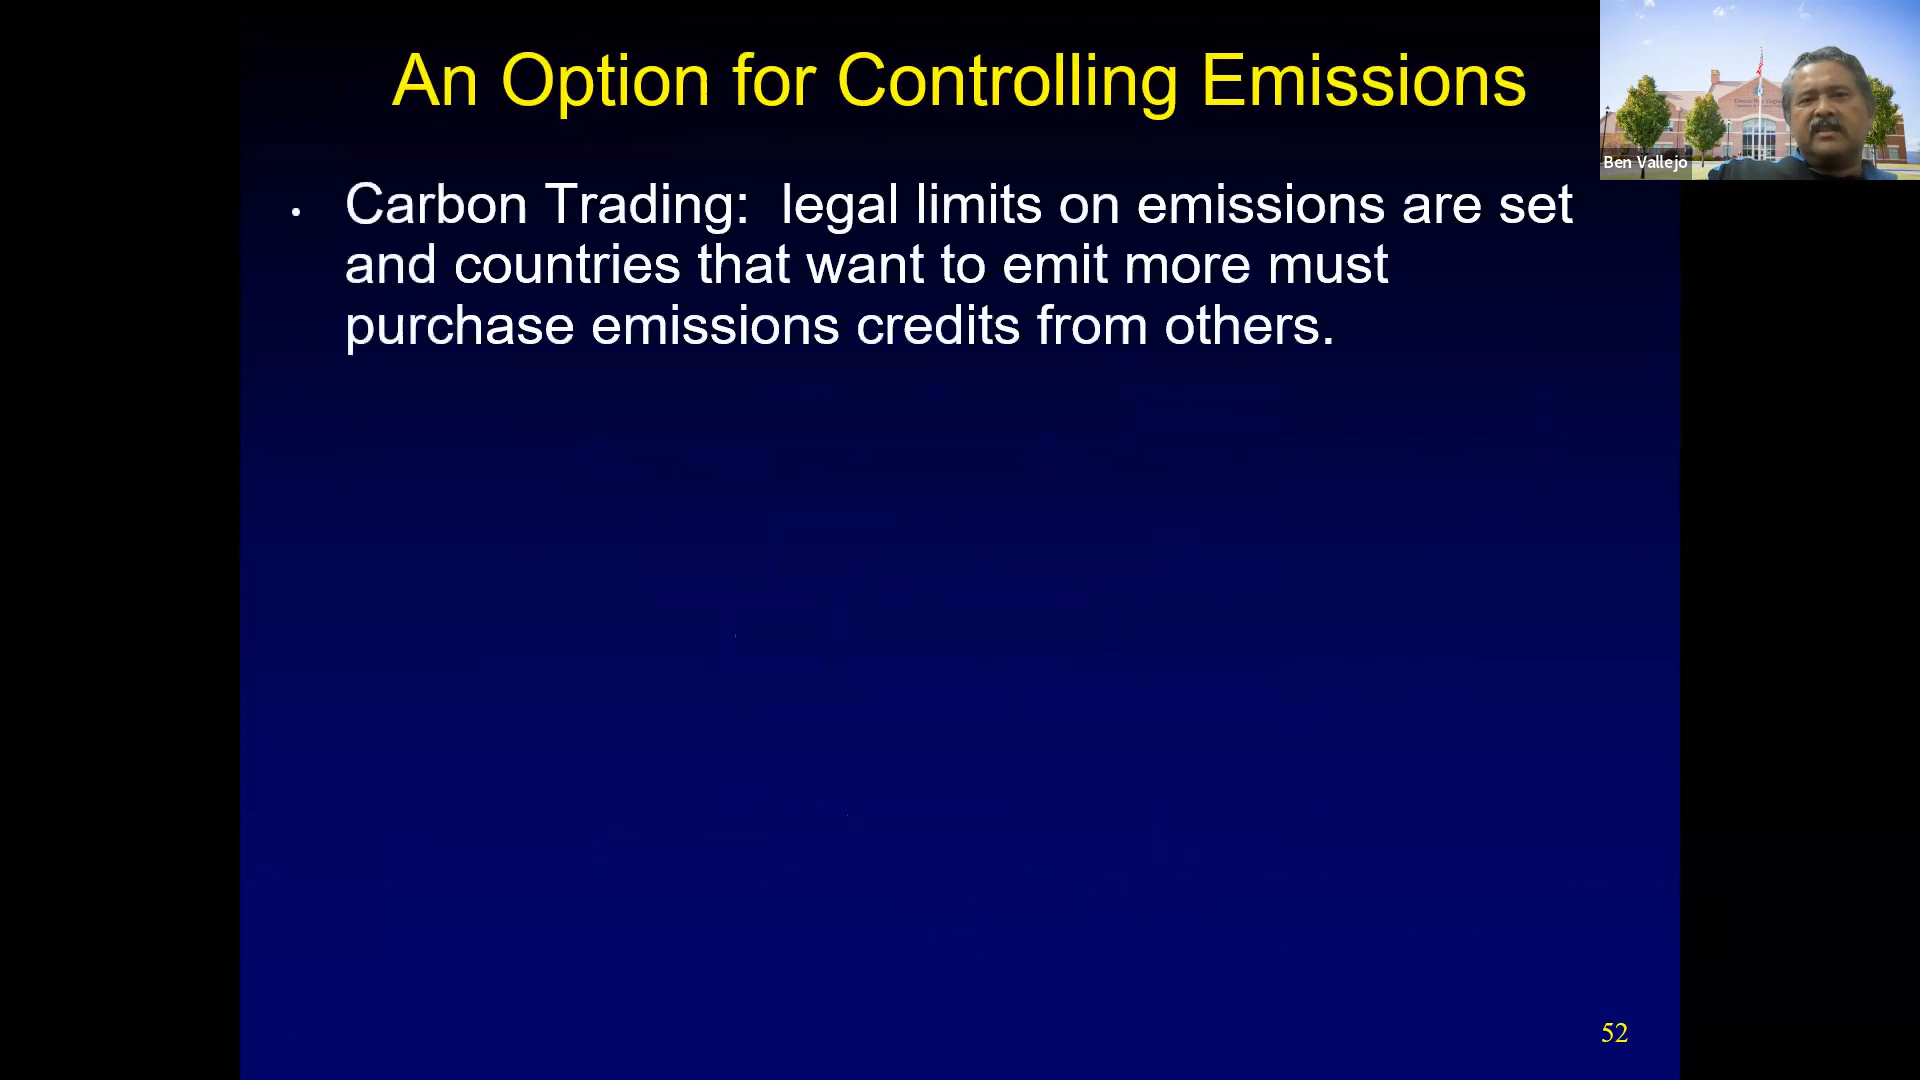 An Option for Controlling Emissions
• Carbon Trading:  legal limits on emissions are set
and countries that want to emit more must
purchase emissions credits from others.
Ben Vallejo
52